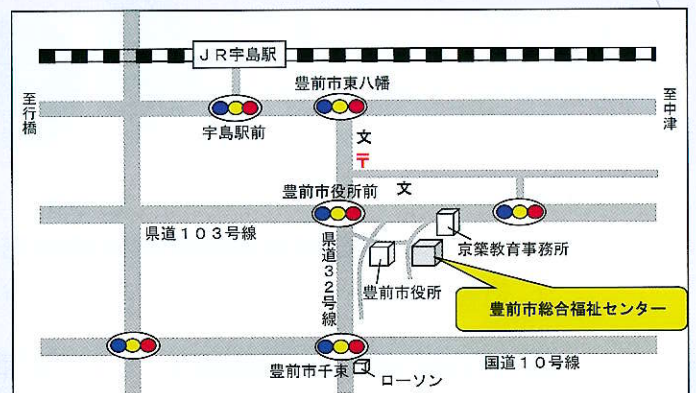 JR宇島駅
豊前市東八幡
至行橋
至中津
宇島駅前
文
〒
文
豊前市役所前
県道103号線
京築教育事務所
県道32号線
豊前市役所
豊前市総合福祉センター
国道10号線
豊前市千束
ローソン